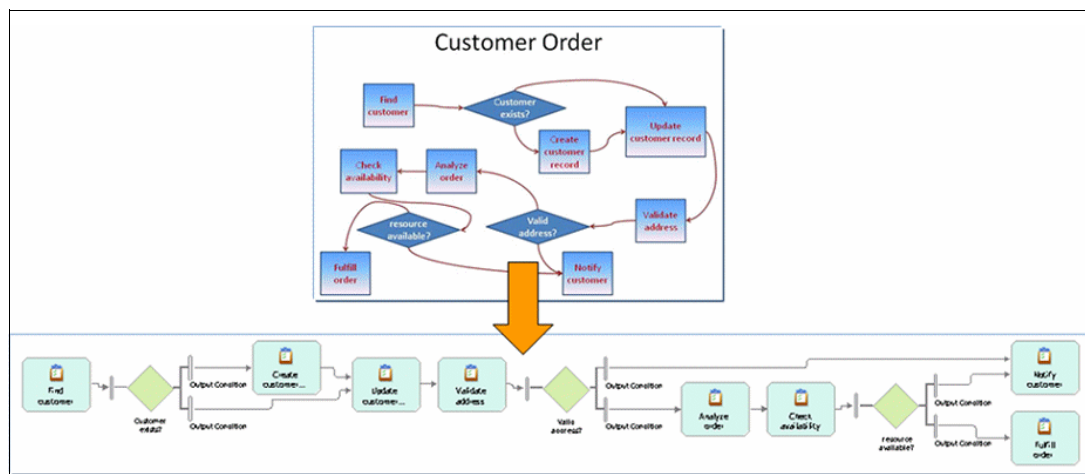 Customer Order
Find
customer
Customer
exists?
Create
customer
record
Update
customer record
Check
availability
Analyze
order
Validate
address
resource
available?
Valid
address?
Fulfill
order
Notify
customer
Find
customer
Customer
exists?
Output Condition
Output Condition
Create
customer...
Update
customer...
Validate
address
Valid
address?
Output Condition
Output Condition
Analyze
order
Check
availability
resource
available?
Output Condition
Output Condition
Notify
customer
Fulfill
order